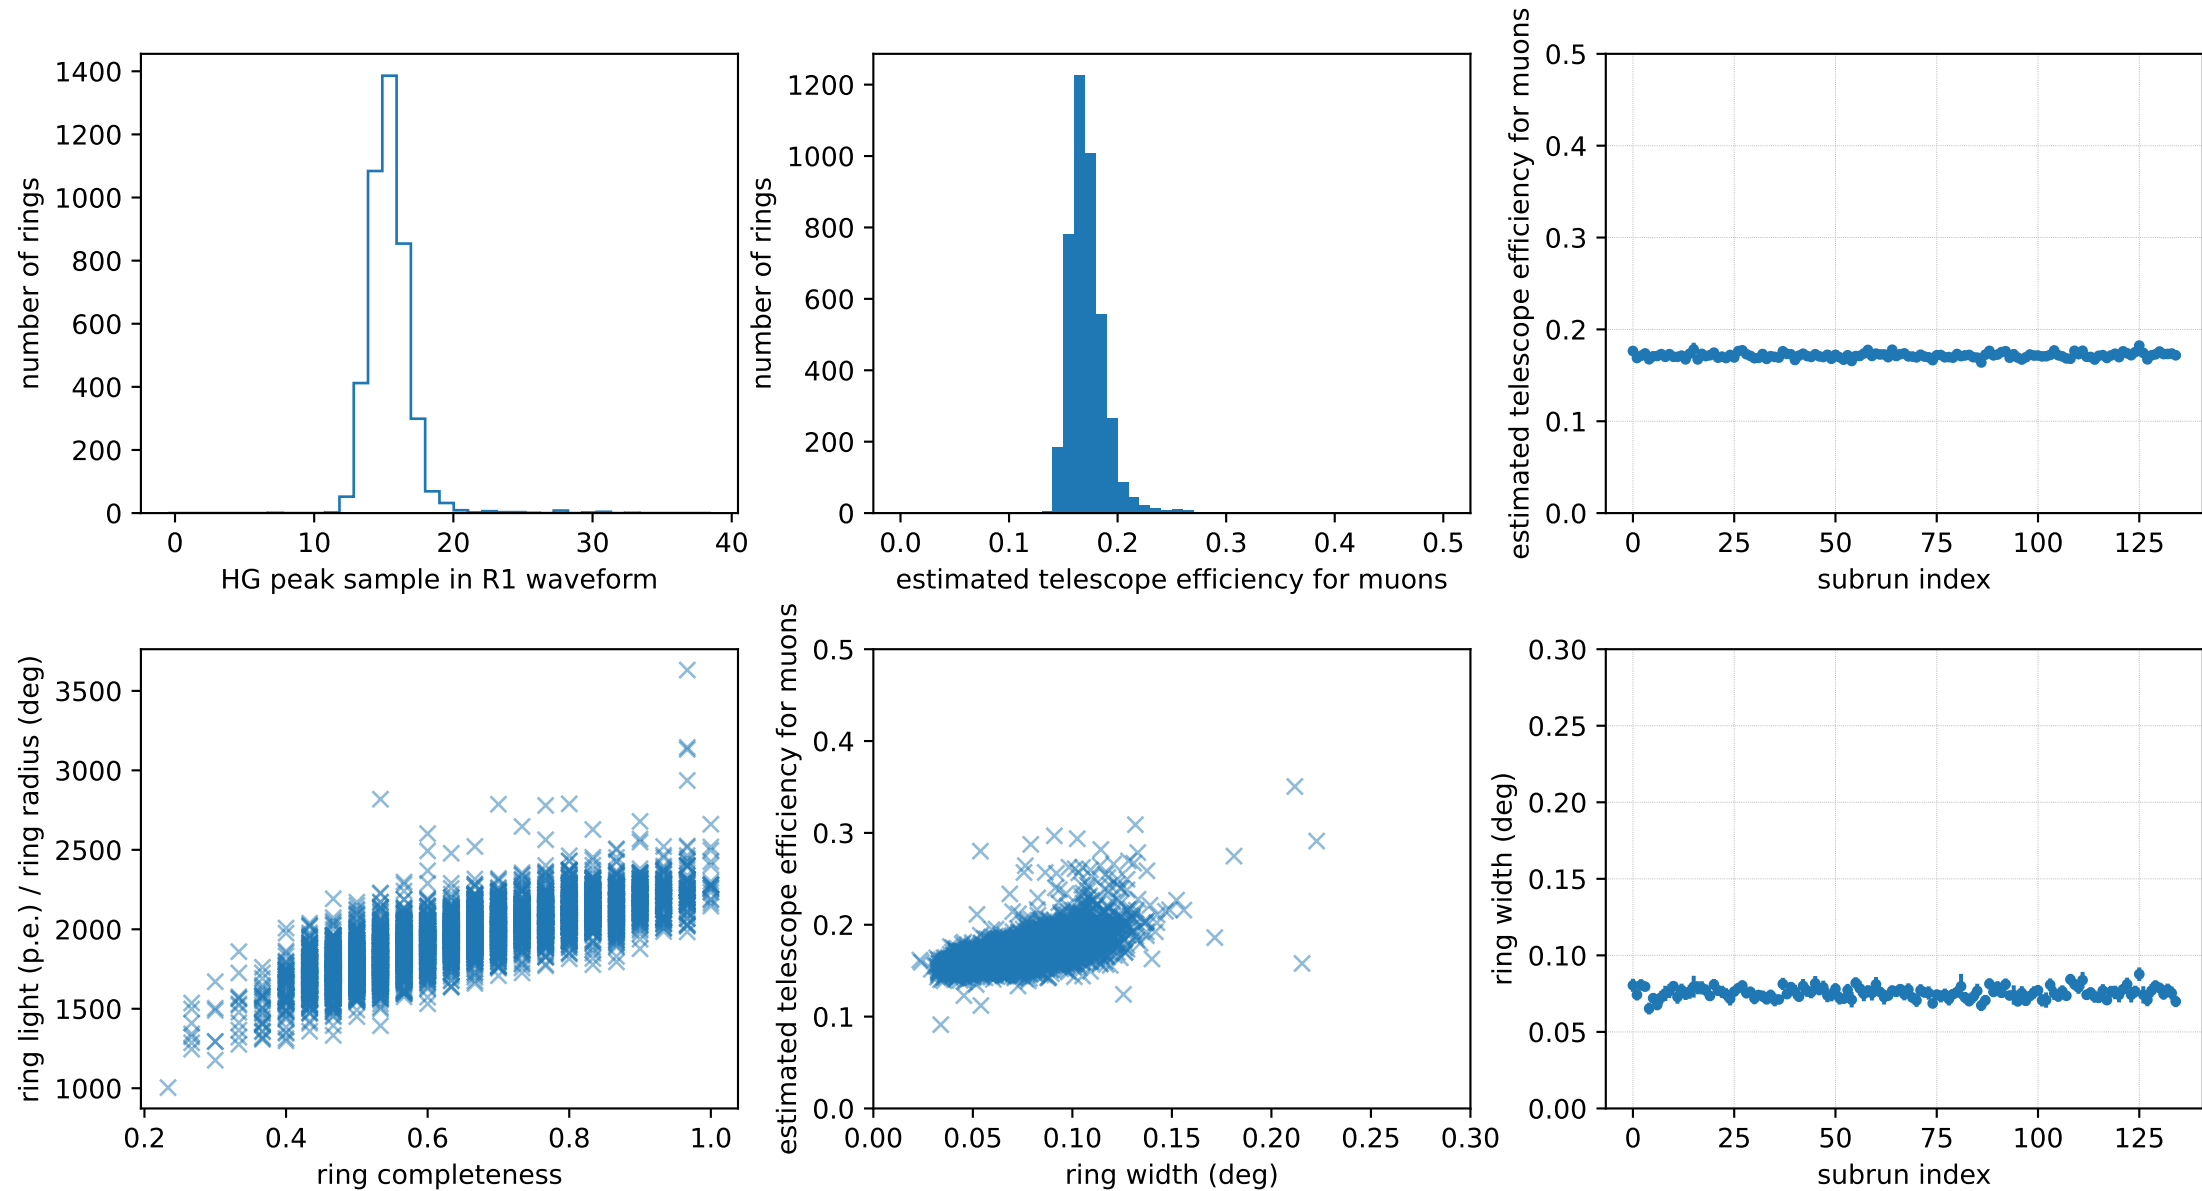 number of rings
1400
1200
1000
800
600
400
200
0
0 10 20 30 40
HG peak sample in R1 waveform
number of rings
1200
1000
800
600
400
200
0
0.0 0.1 0.2 0.3 0.4 0.5
estimated telescope efficiency for muons
estimated telescope efficiency for muons
0.5
0.4
0.3
0.2
0.1
0.0
0 25 50 75 100 125
subrun index
ring light (p.e.) / ring radius (deg)
3500
3000
2500
2000
1500
1000
0.2 0.4 0.6 0.8 1.0
ring completeness
estimated telescope efficiency for muons
0.5
0.4
0.3
0.2
0.1
0.0
0.00 0.05 0.10 0.15 0.20 0.25 0.30
ring width (deg)
ring width (deg)
0.30
0.25
0.20
0.15
0.10
0.05
0.00
0 25 50 75 100 125
subrun index